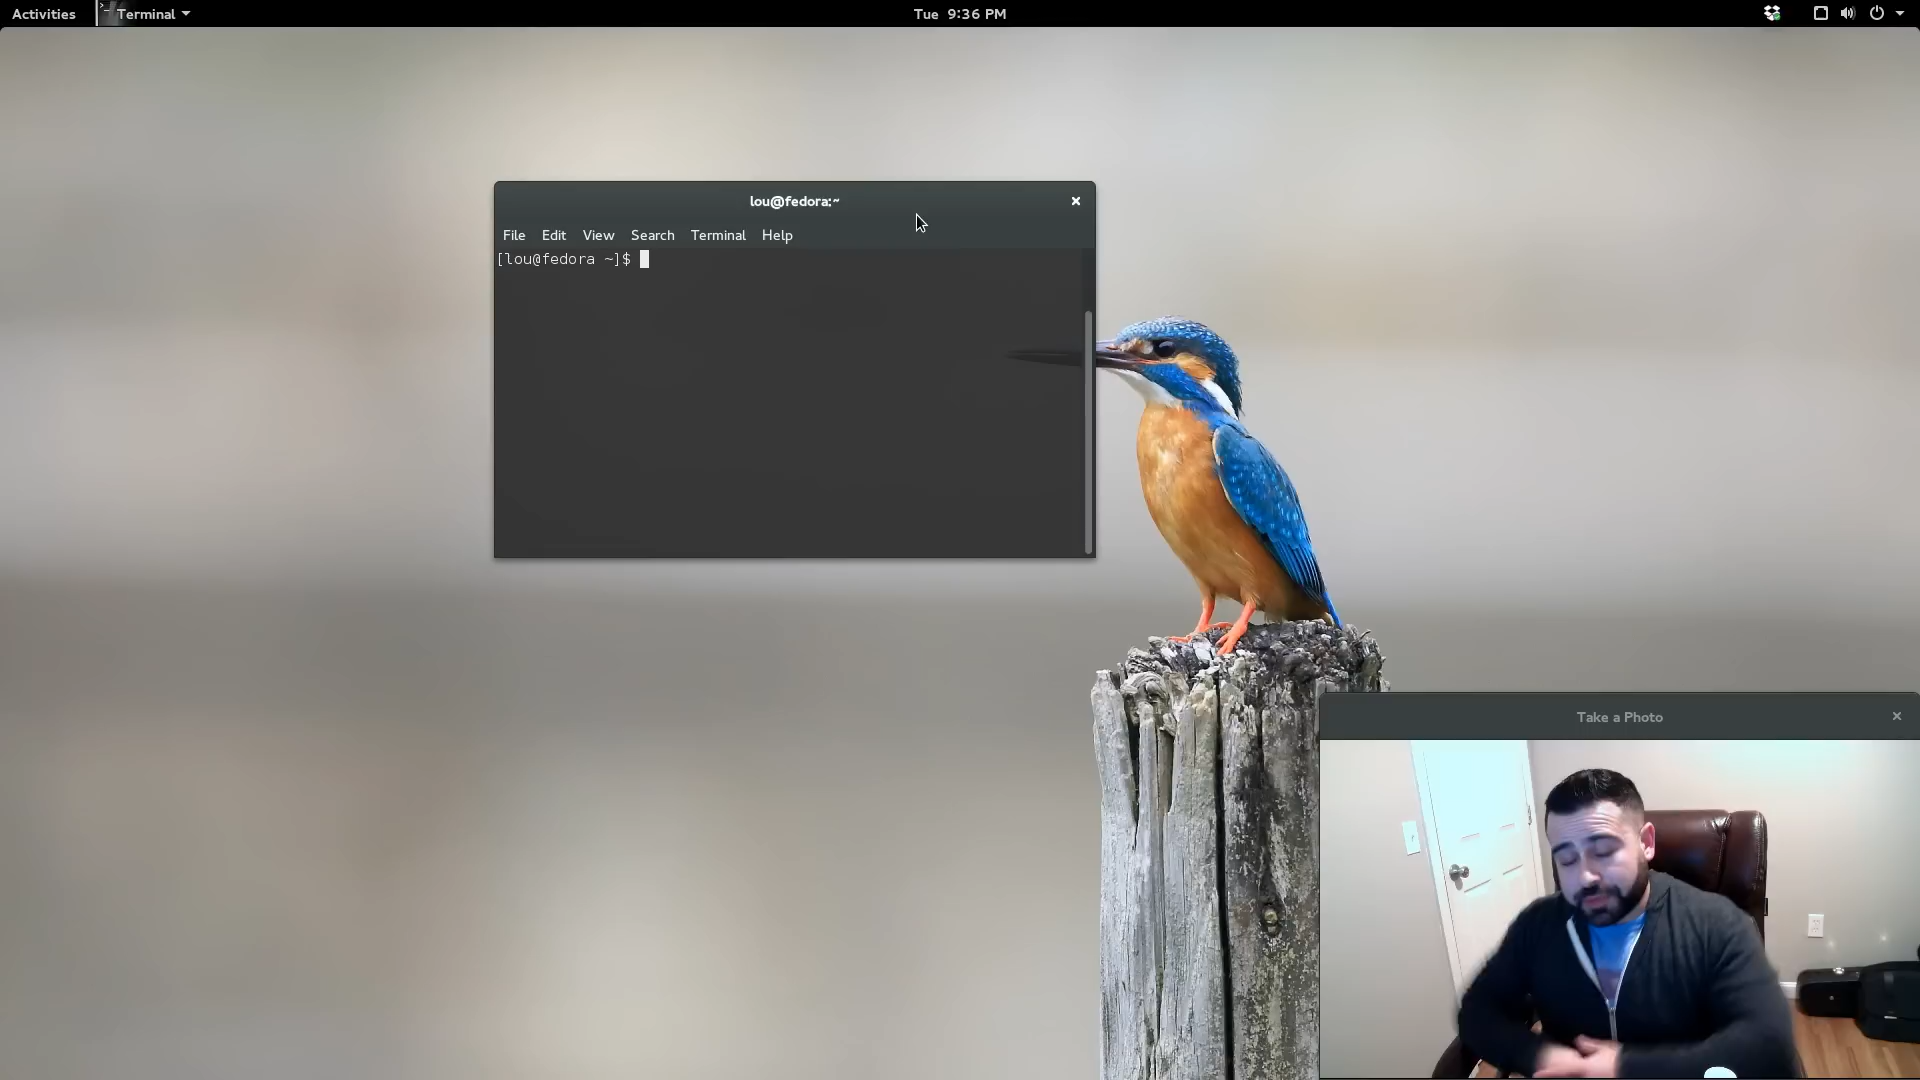 Activities Terminal Tue 9:36 PM
lou@fedora:~
File Edit View Search Terminal Help
[lou@fedora ~]$
Take a Photo